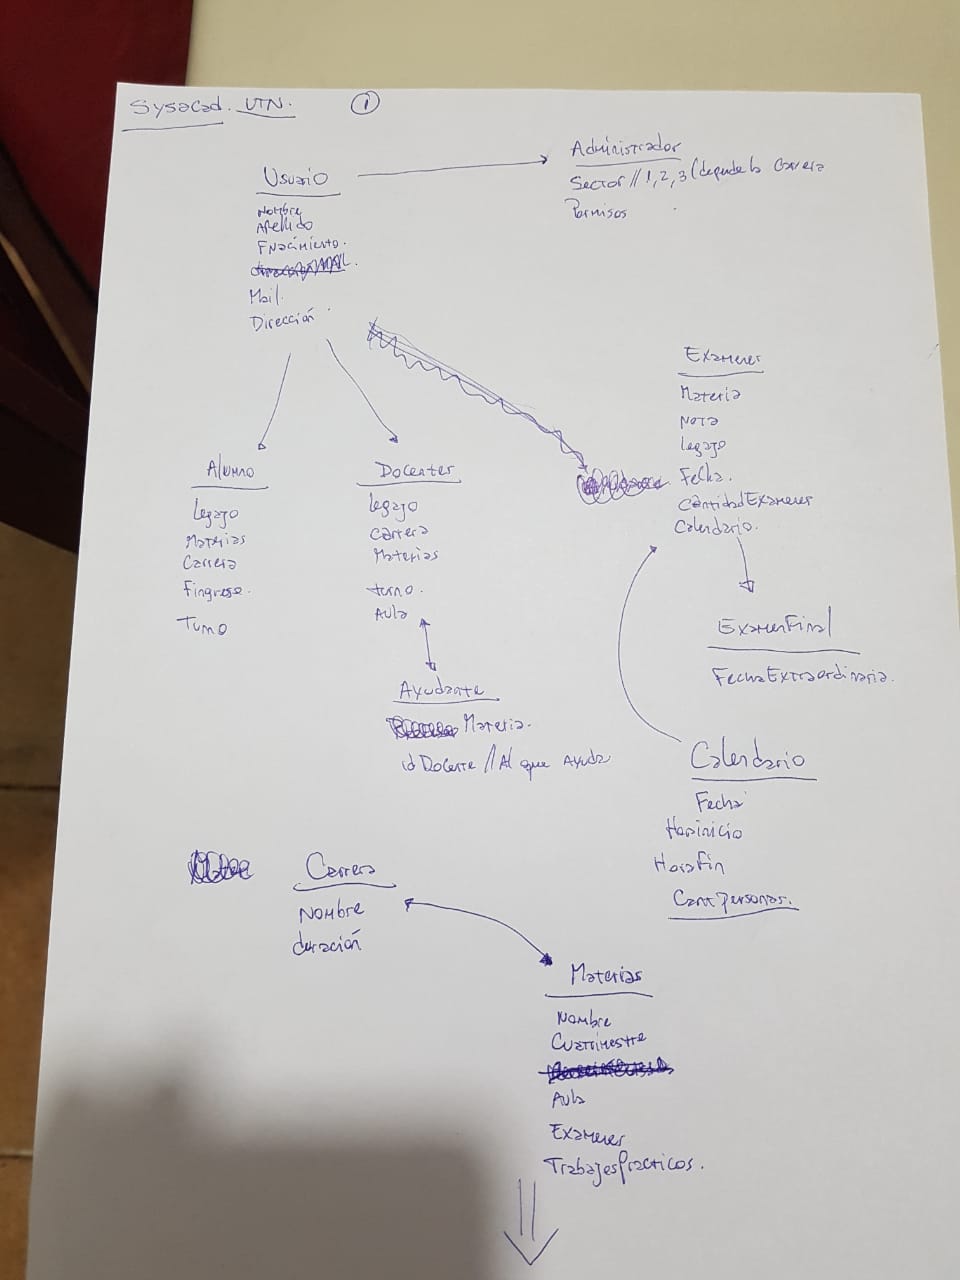 Sysacad. UTN. 1
Usuario
Nombre
Apellido
FNacimiento.
Mail.
Dirección
Administrador
Sector // 1, 2, 3 (depende la Carrera
Permisos
Examenes
Materia
Nota
Legajo
Fecha.
CantidadExamenes
Calendario.
Alumno
Legajo
Materias
Carrera
Fingreso.
Turno
Docentes
Legajo
Carrera
Materias
turno.
Aula
ExamenFinal
FechaExtraordinaria.
Ayudante
Materia.
id Docente // Al que Ayuda
Calendario
Fecha
Horinicio
HoraFin
CantPersonas.
Carrera
Nombre
duración
Materias
Nombre
Cuatrimestre
Aula
Examenes
TrabajosPracticos.